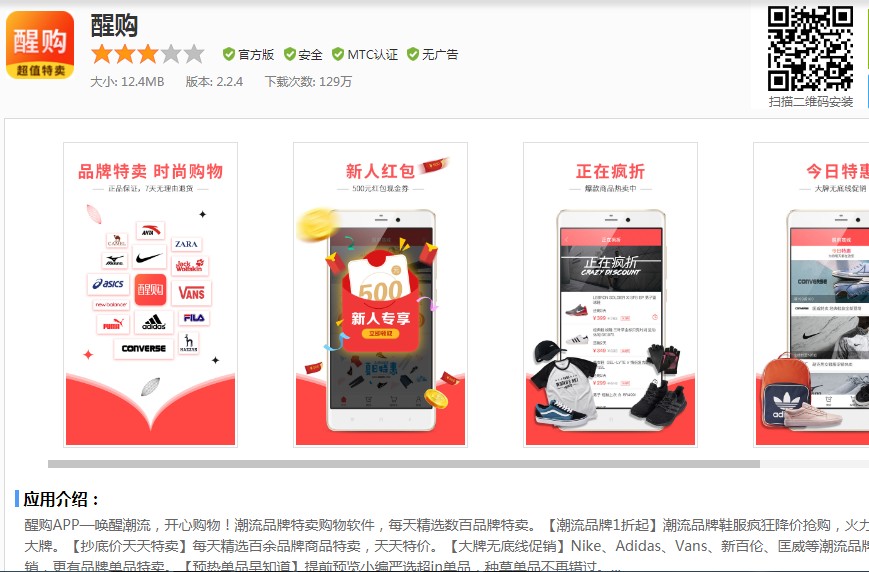 醒购
超值特卖
醒购
官方版 安全 MTC认证 无广告
大小: 12.4MB 版本: 2.2.4 下载次数: 129万
扫描二维码安装
品牌特卖 时尚购物
正品保证，7天无理由退货
CAMEL
ANTA
ZARA
MIZUNO
Jack Wolfskin
asics
醒购
VANS
new balance
PUMA
adidas
FILA
CONVERSE
新人红包
500元红包现金券
500
新人专享
立即领取
正在疯折
爆款商品热卖中
正在疯折
正在疯折
CRAZY DISCOUNT
今日特惠
大牌无底线促销
今日特惠
CONVERSE
应用介绍：
醒购APP—唤醒潮流，开心购物！潮流品牌特卖购物软件，每天精选数百品牌特卖。【潮流品牌1折起】潮流品牌鞋服疯狂降价抢购，火力
大牌。【抄底价天天特卖】每天精选百余品牌商品特卖，天天特价。【大牌无底线促销】Nike、Adidas、Vans、新百伦、匡威等潮流品牌
销，更有品牌单品特卖。【预热单品早知道】提前预览小编严选超in单品，种草单品不再错过。...